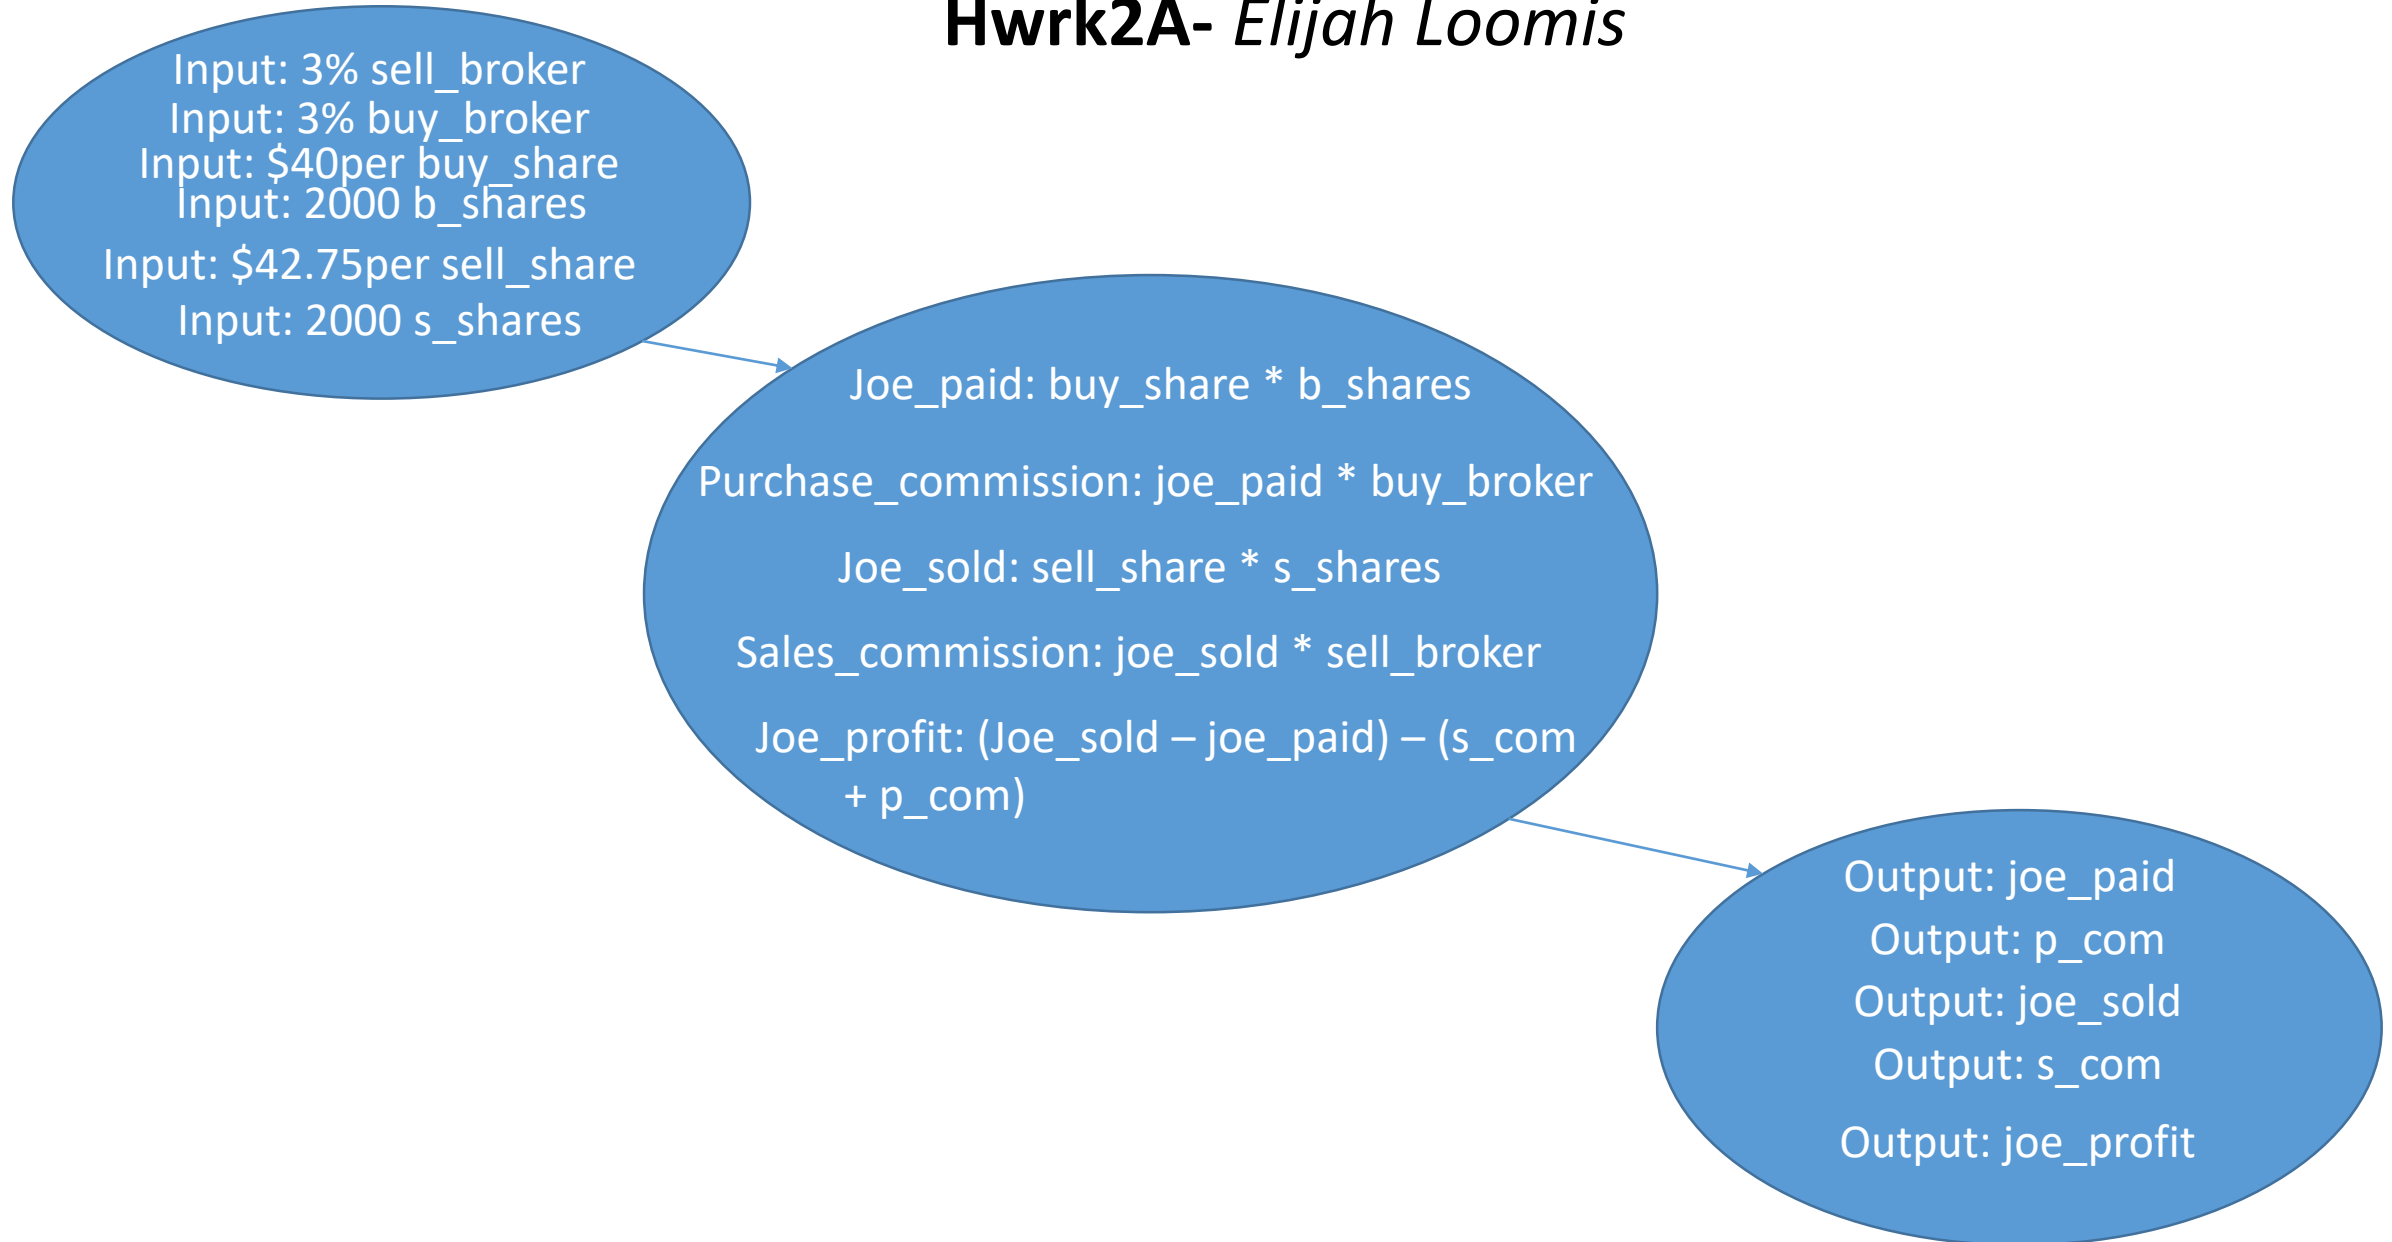 Hwrk2A- Elijah Loomis
Input: 3% sell_broker
Input: 3% buy_broker
Input: $40per buy_share
Input: 2000 b_shares
Input: $42.75per sell_share
Input: 2000 s_shares
Joe_paid: buy_share * b_shares
Purchase_commission: joe_paid * buy_broker
Joe_sold: sell_share * s_shares
Sales_commission: joe_sold * sell_broker
Joe_profit: (Joe_sold – joe_paid) – (s_com
+ p_com)
Output: joe_paid
Output: p_com
Output: joe_sold
Output: s_com
Output: joe_profit